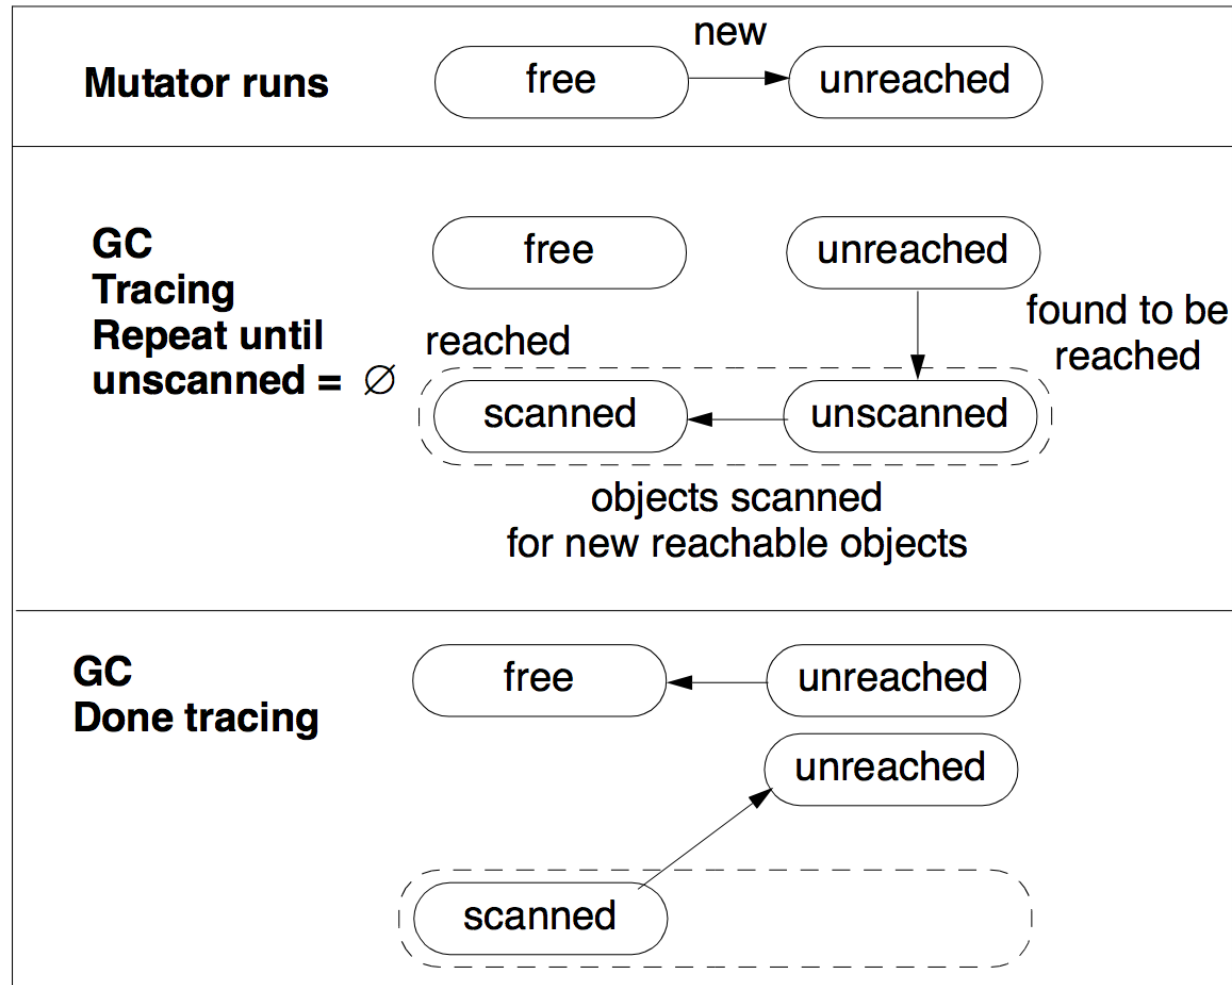 new
Mutator runs
free
unreached
GC
Tracing
Repeat until
unscanned = ∅
free
unreached
found to be
reached
reached
scanned
unscanned
objects scanned
for new reachable objects
GC
Done tracing
free
unreached
unreached
scanned